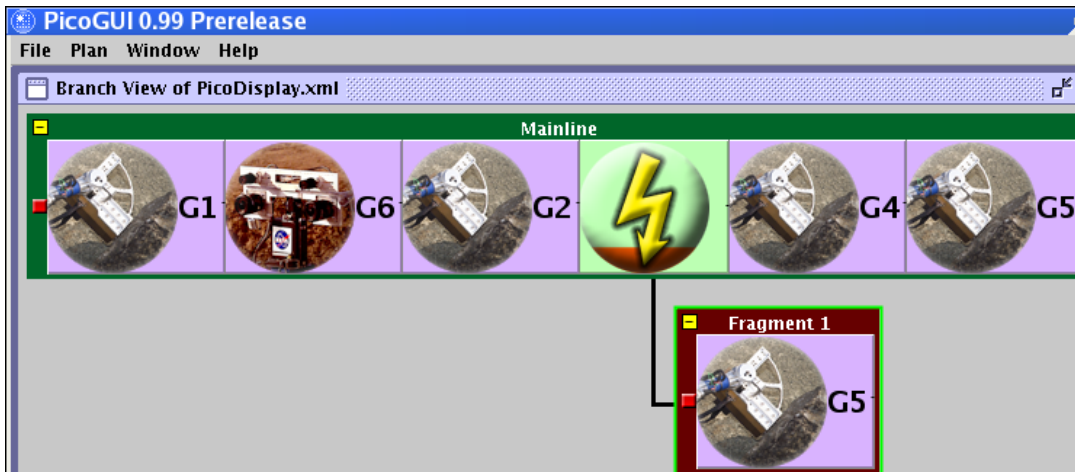 PicoGUI 0.99 Prerelease
File Plan Window Help
Branch View of PicoDisplay.xml
Mainline
G1 G6 G2 G4 G5
Fragment 1
G5